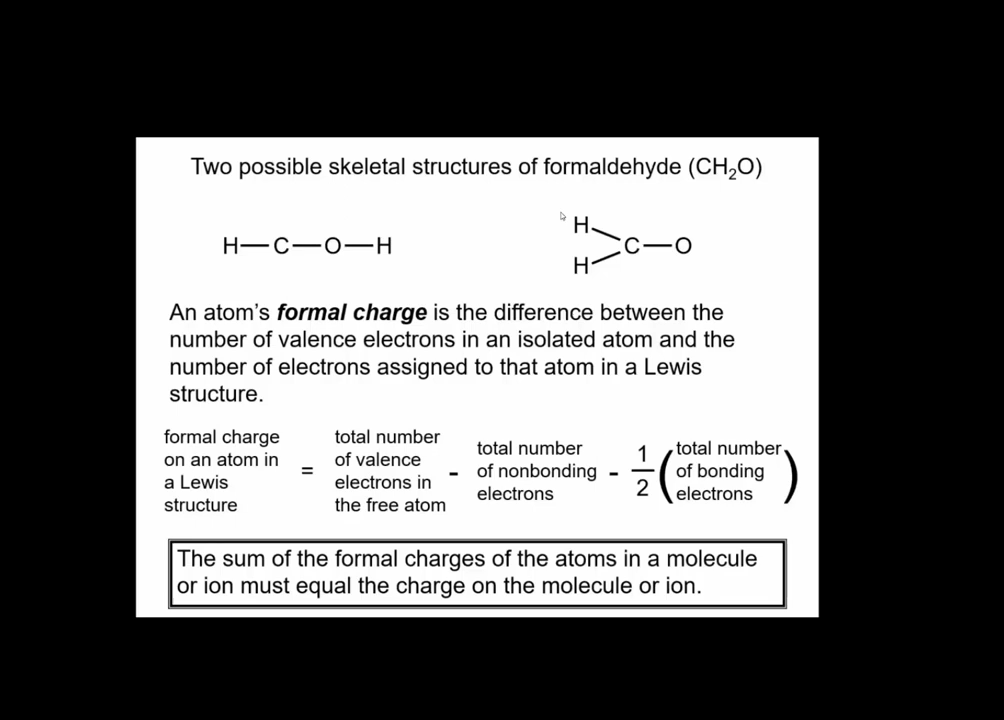 Two possible skeletal structures of formaldehyde (CH₂O)
H—C—O—H
H
C—O
H
An atom’s formal charge is the difference between the
number of valence electrons in an isolated atom and the
number of electrons assigned to that atom in a Lewis
structure.
formal charge
on an atom in
a Lewis
structure
=
total number
of valence
electrons in
the free atom
-
total number
of nonbonding
electrons
-
1
2
(
total number
of bonding
electrons
)
The sum of the formal charges of the atoms in a molecule
or ion must equal the charge on the molecule or ion.